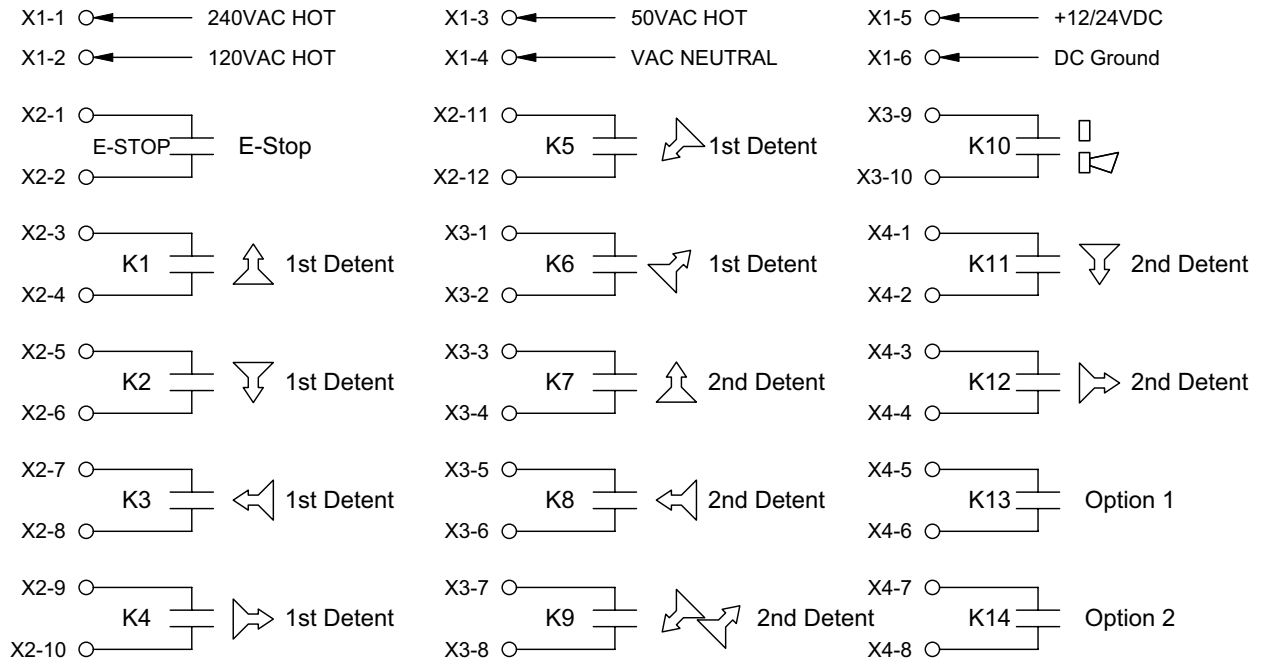 X1-1 240VAC HOT
X1-2 120VAC HOT
X2-1
E-STOP E-Stop
X2-2
X2-3
K1 1st Detent
X2-4
X2-5
K2 1st Detent
X2-6
X2-7
K3 1st Detent
X2-8
X2-9
K4 1st Detent
X2-10
X1-3 50VAC HOT
X1-4 VAC NEUTRAL
X2-11
K5 1st Detent
X2-12
X3-1
K6 1st Detent
X3-2
X3-3
K7 2nd Detent
X3-4
X3-5
K8 2nd Detent
X3-6
X3-7
K9 2nd Detent
X3-8
X1-5 +12/24VDC
X1-6 DC Ground
X3-9
K10
X3-10
X4-1
K11 2nd Detent
X4-2
X4-3
K12 2nd Detent
X4-4
X4-5
K13 Option 1
X4-6
X4-7
K14 Option 2
X4-8